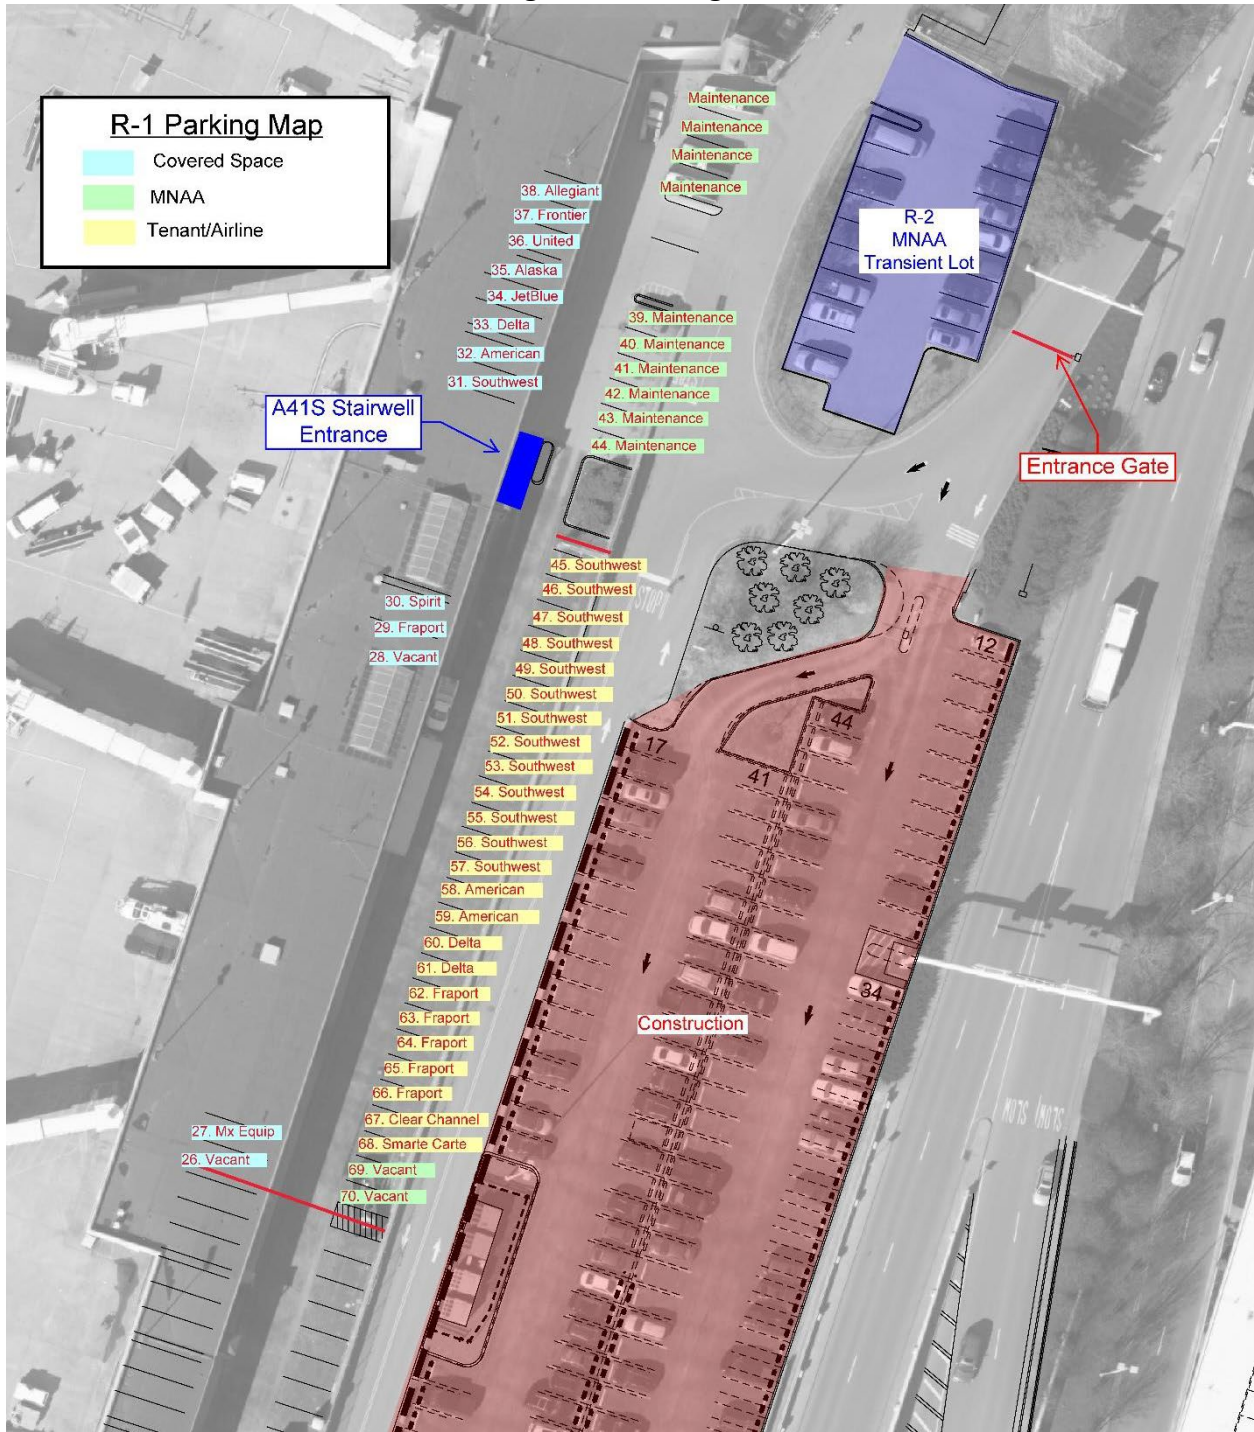 R-1 Parking Map
Covered Space
MNAA
Tenant/Airline
Maintenance
Maintenance
Maintenance
Maintenance
R-2
MNAA
Transient Lot
38. Allegiant
37. Frontier
36. United
35. Alaska
34. JetBlue
33. Delta
32. American
31. Southwest
39. Maintenance
40. Maintenance
41. Maintenance
42. Maintenance
43. Maintenance
44. Maintenance
A41S Stairwell
Entrance
Entrance Gate
45. Southwest
46. Southwest
47. Southwest
48. Southwest
49. Southwest
50. Southwest
51. Southwest
52. Southwest
53. Southwest
54. Southwest
55. Southwest
56. Southwest
57. Southwest
58. American
59. American
60. Delta
61. Delta
62. Fraport
63. Fraport
64. Fraport
65. Fraport
66. Fraport
67. Clear Channel
68. Smarte Carte
69. Vacant
70. Vacant
30. Spirit
29. Fraport
28. Vacant
27. Mx Equip
26. Vacant
STOP
12
44
17
41
34
Construction
SLOW
SLOW